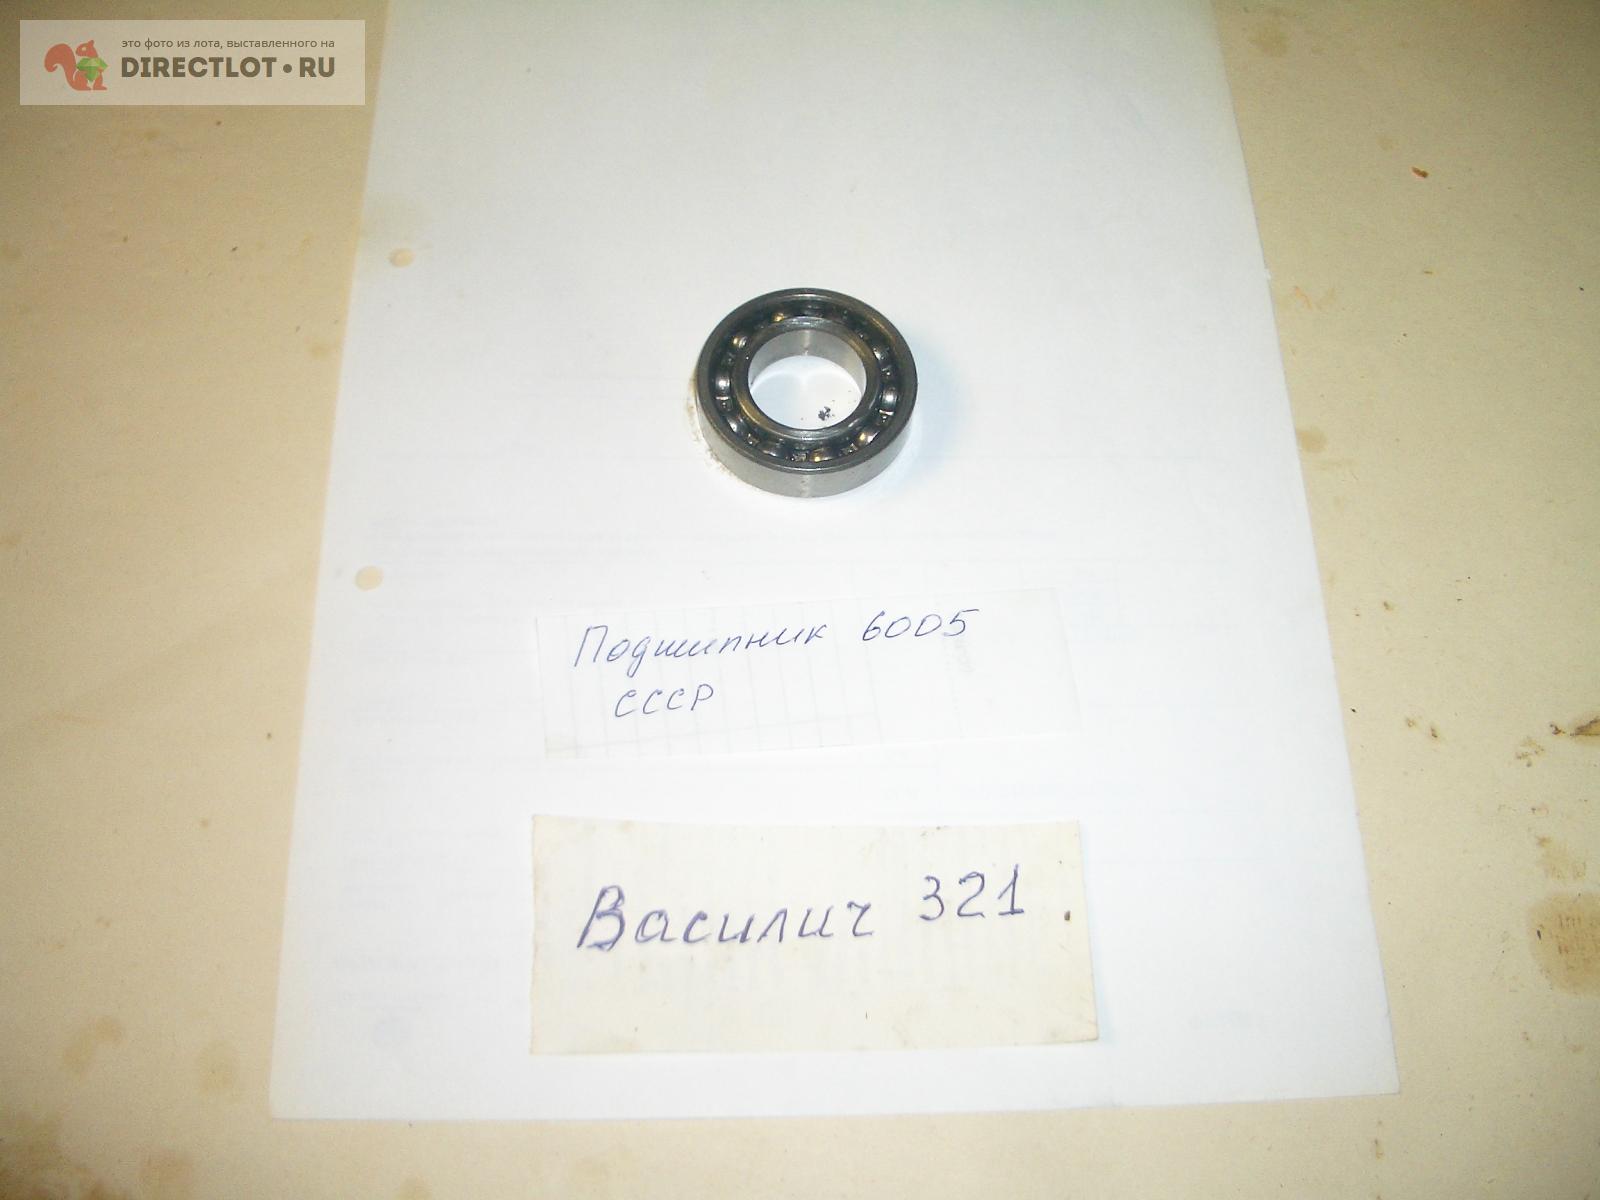 это фото из лота, выставленного на
DIRECTLOT•RU
Подшипник 6005
СССР
Василич 321.